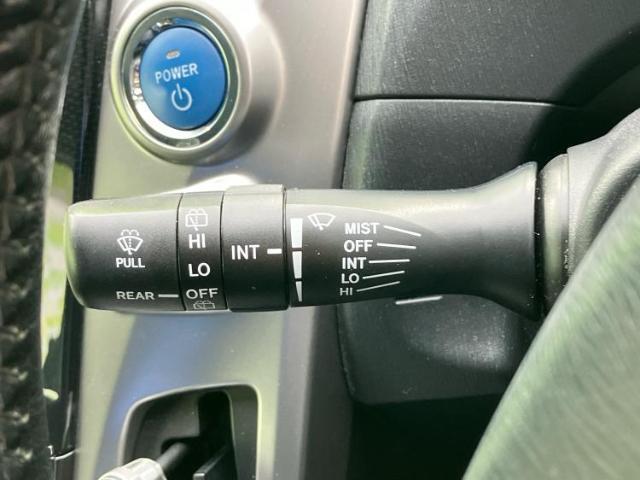 POWER
PULL
REAR
HI
LO
OFF
INT
MIST
OFF
INT
LO
HI